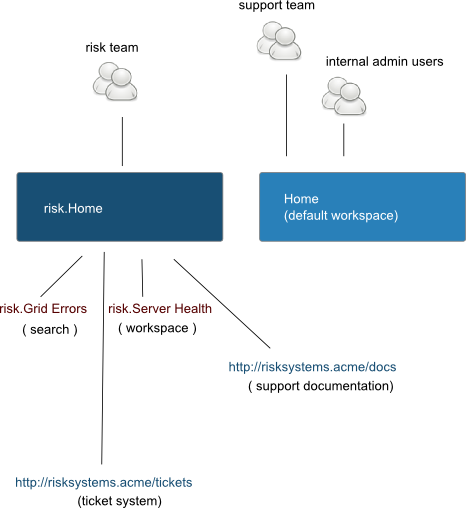 support team
risk team
internal admin users
risk.Home
Home
(default workspace)
risk.Grid Errors
( search )
risk.Server Health
( workspace )
http://risksystems.acme/docs
( support documentation)
http://risksystems.acme/tickets
(ticket system)